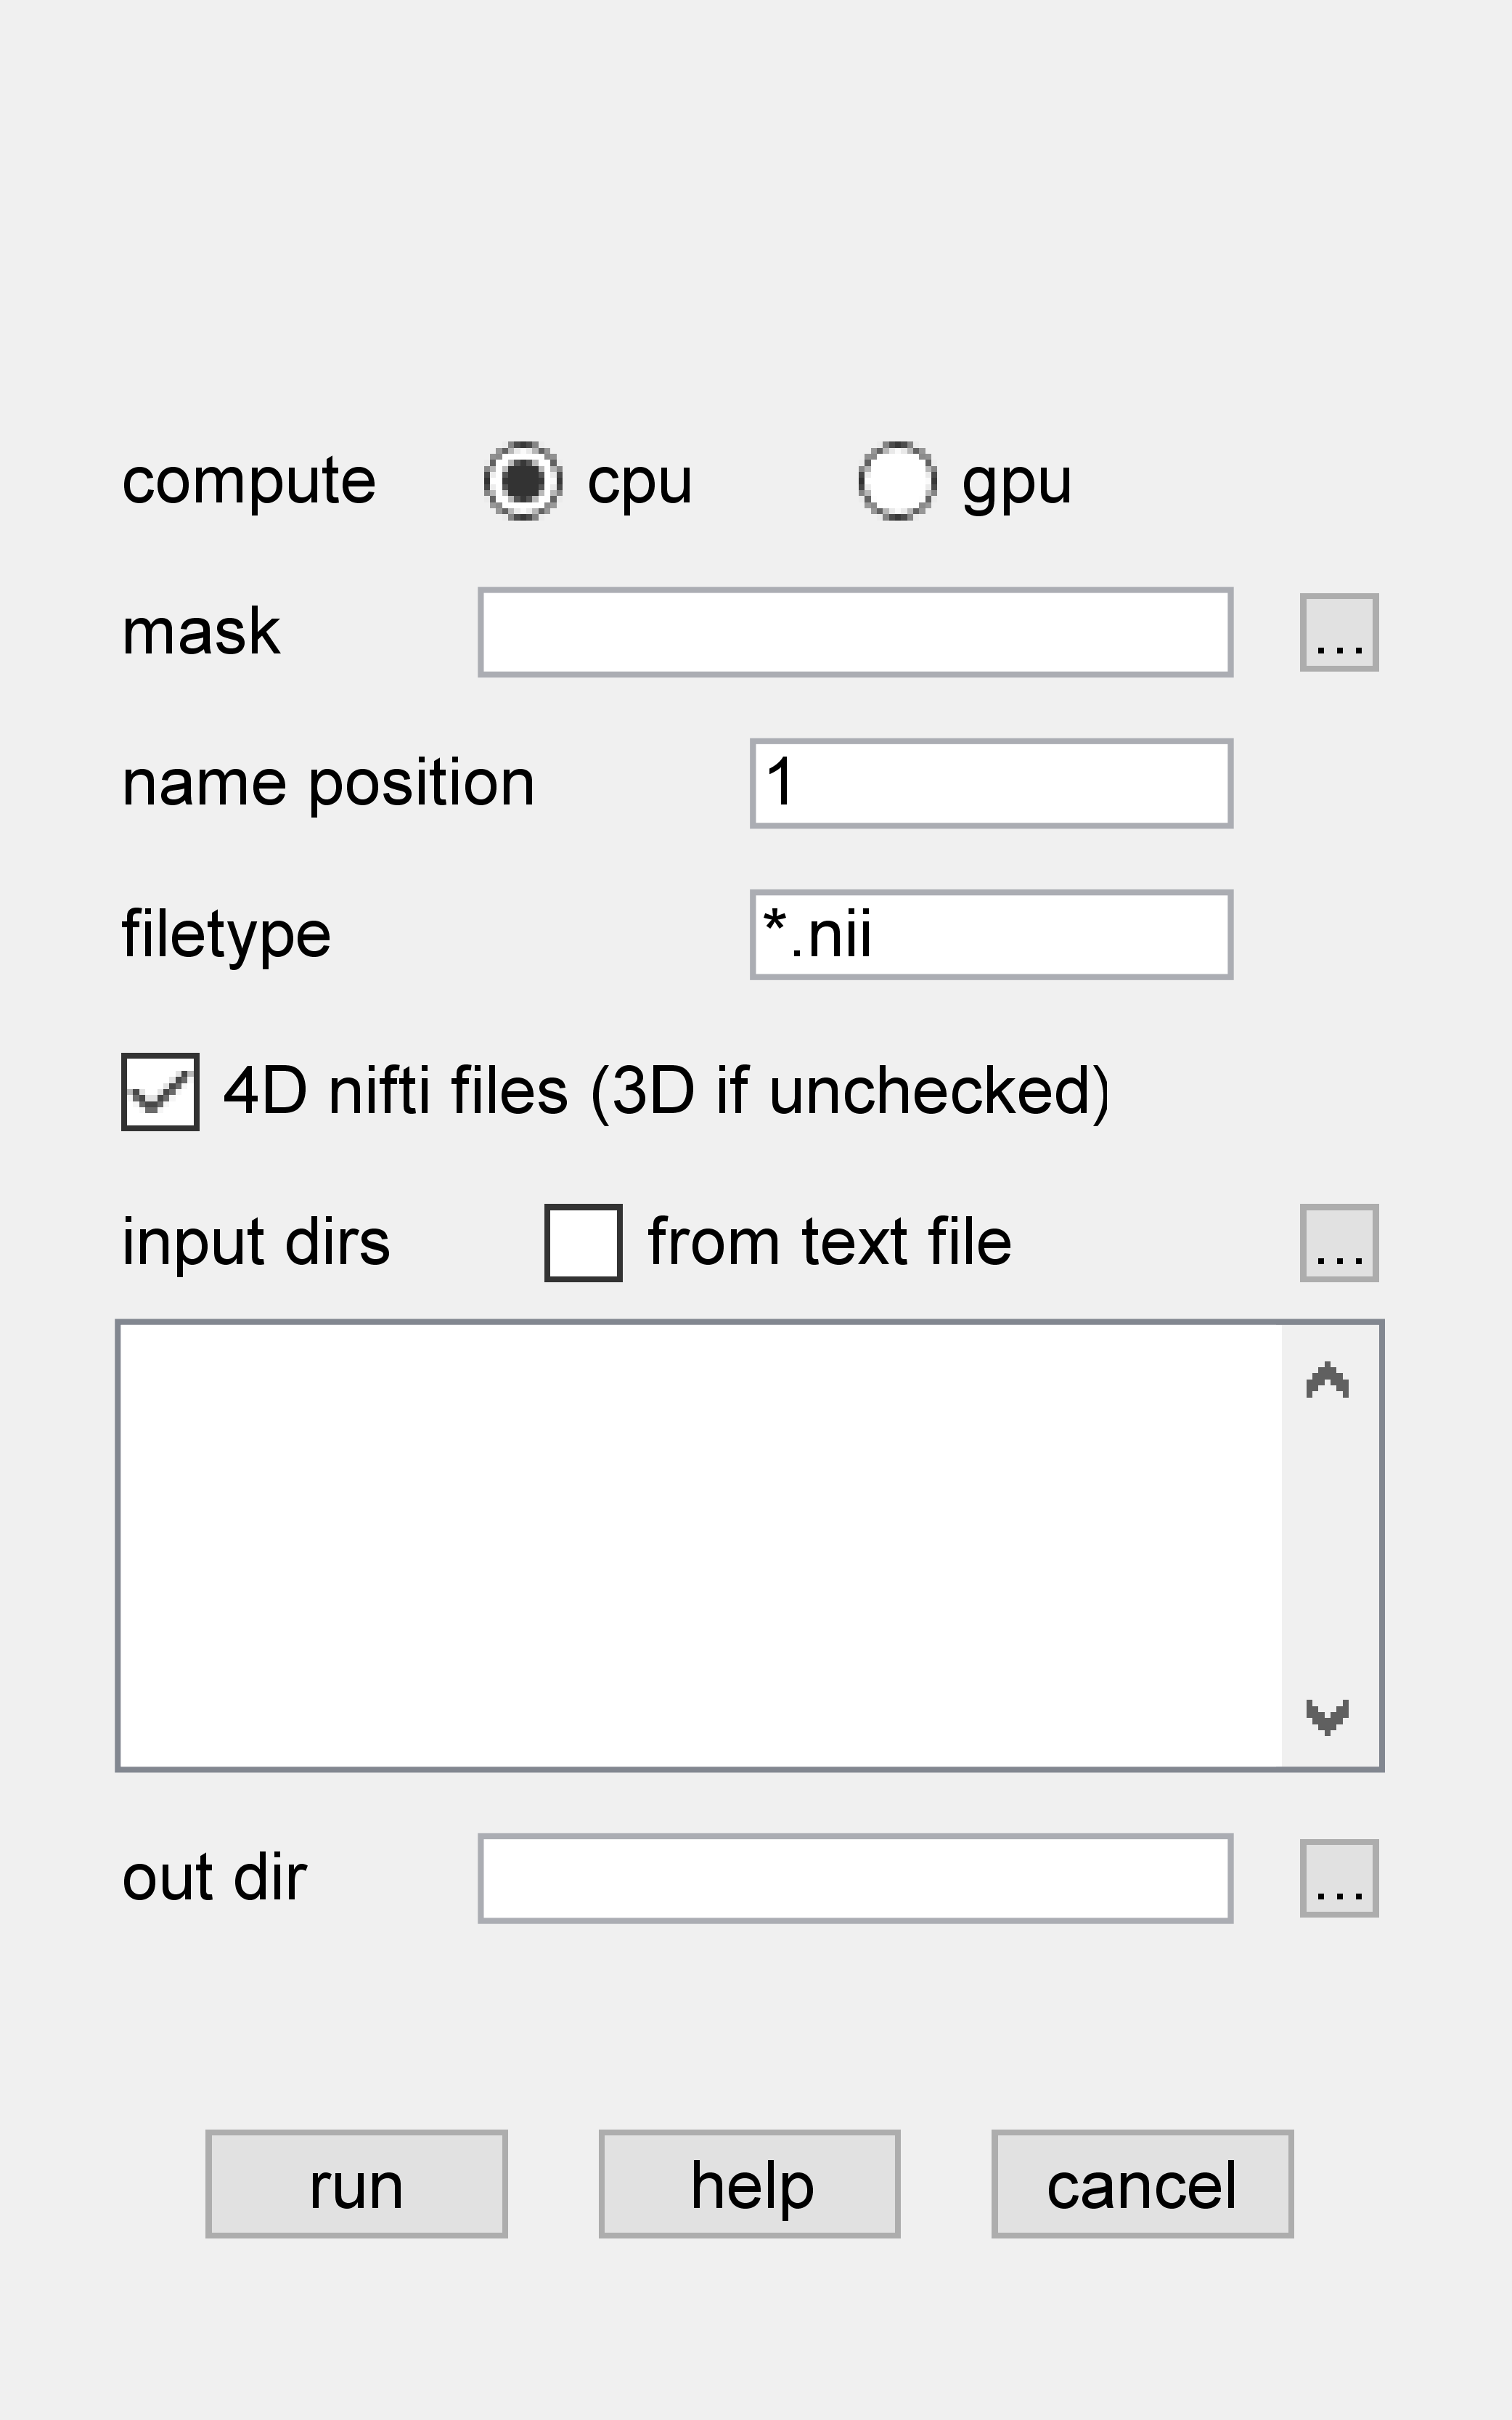 compute cpu gpu
mask ...
name position 1
filetype *.nii
4D nifti files (3D if unchecked)
input dirs from text file ...
out dir ...
run help cancel